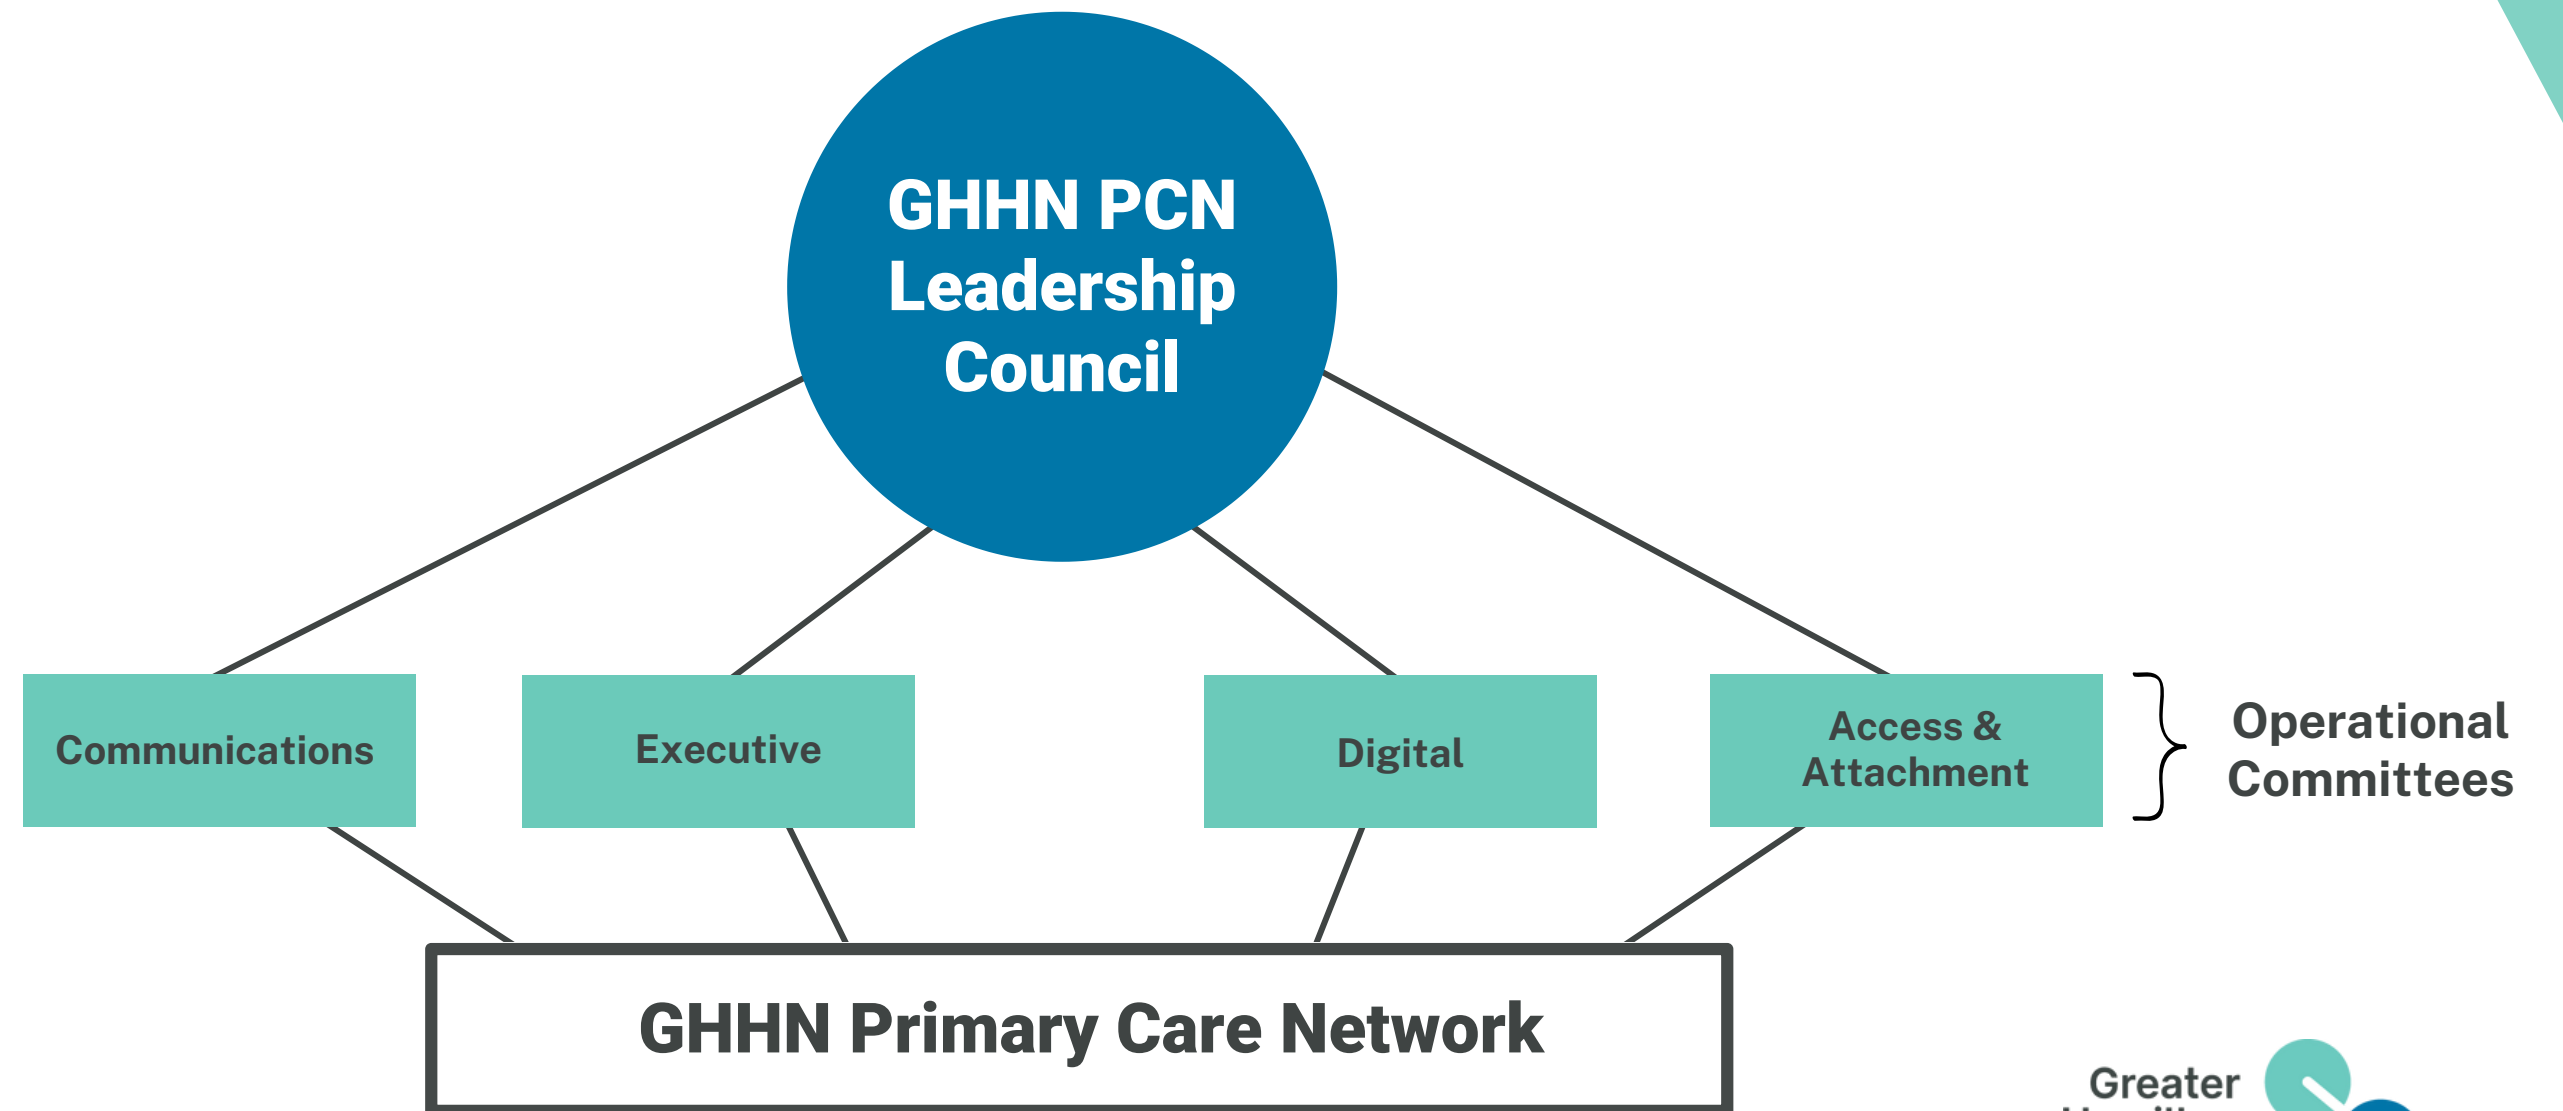 GHHN PCN
Leadership
Council
Communications
Executive
Digital
Access &
Attachment
Operational
Committees
GHHN Primary Care Network
Greater